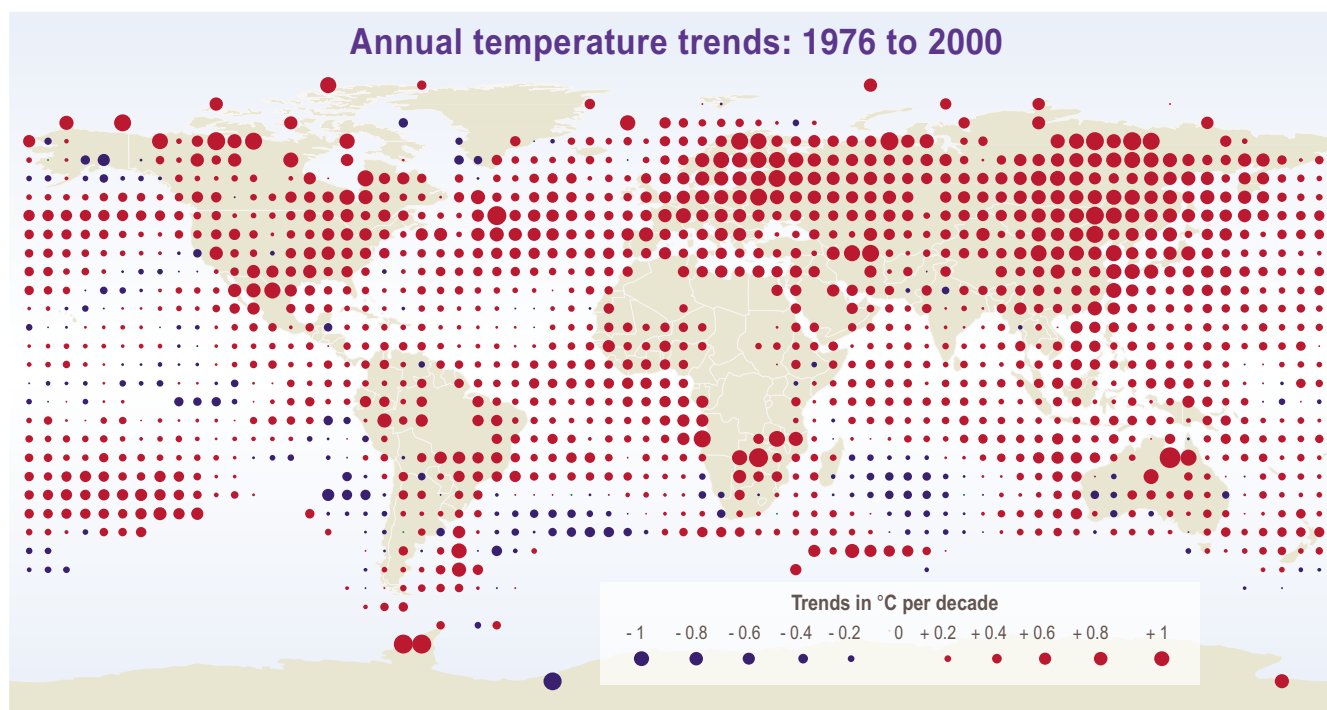 Annual temperature trends: 1976 to 2000
Trends in °C per decade
- 1 - 0.8 - 0.6 - 0.4 - 0.2 0 + 0.2 + 0.4 + 0.6 + 0.8 + 1